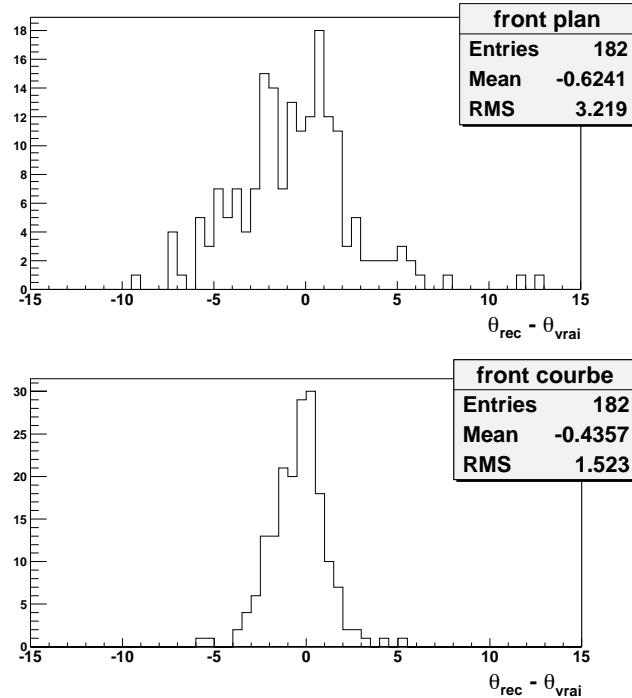 front plan
Entries 182
Mean -0.6241
RMS 3.219
18
16
14
12
10
8
6
4
2
0
-15 -10 -5 0 5 10 15
θrec - θvrai
front courbe
Entries 182
Mean -0.4357
RMS 1.523
30
25
20
15
10
5
0
-15 -10 -5 0 5 10 15
θrec - θvrai